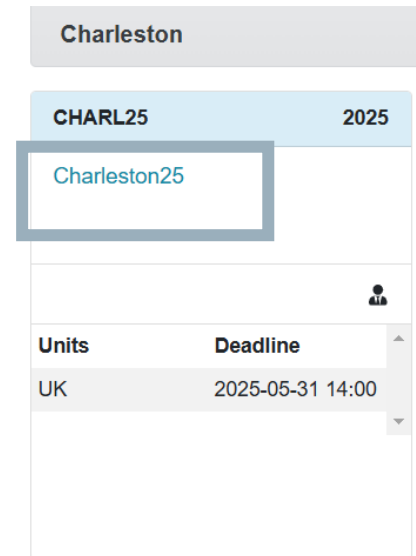 Charleston
CHARL25 2025
Charleston25
Units Deadline
UK 2025-05-31 14:00